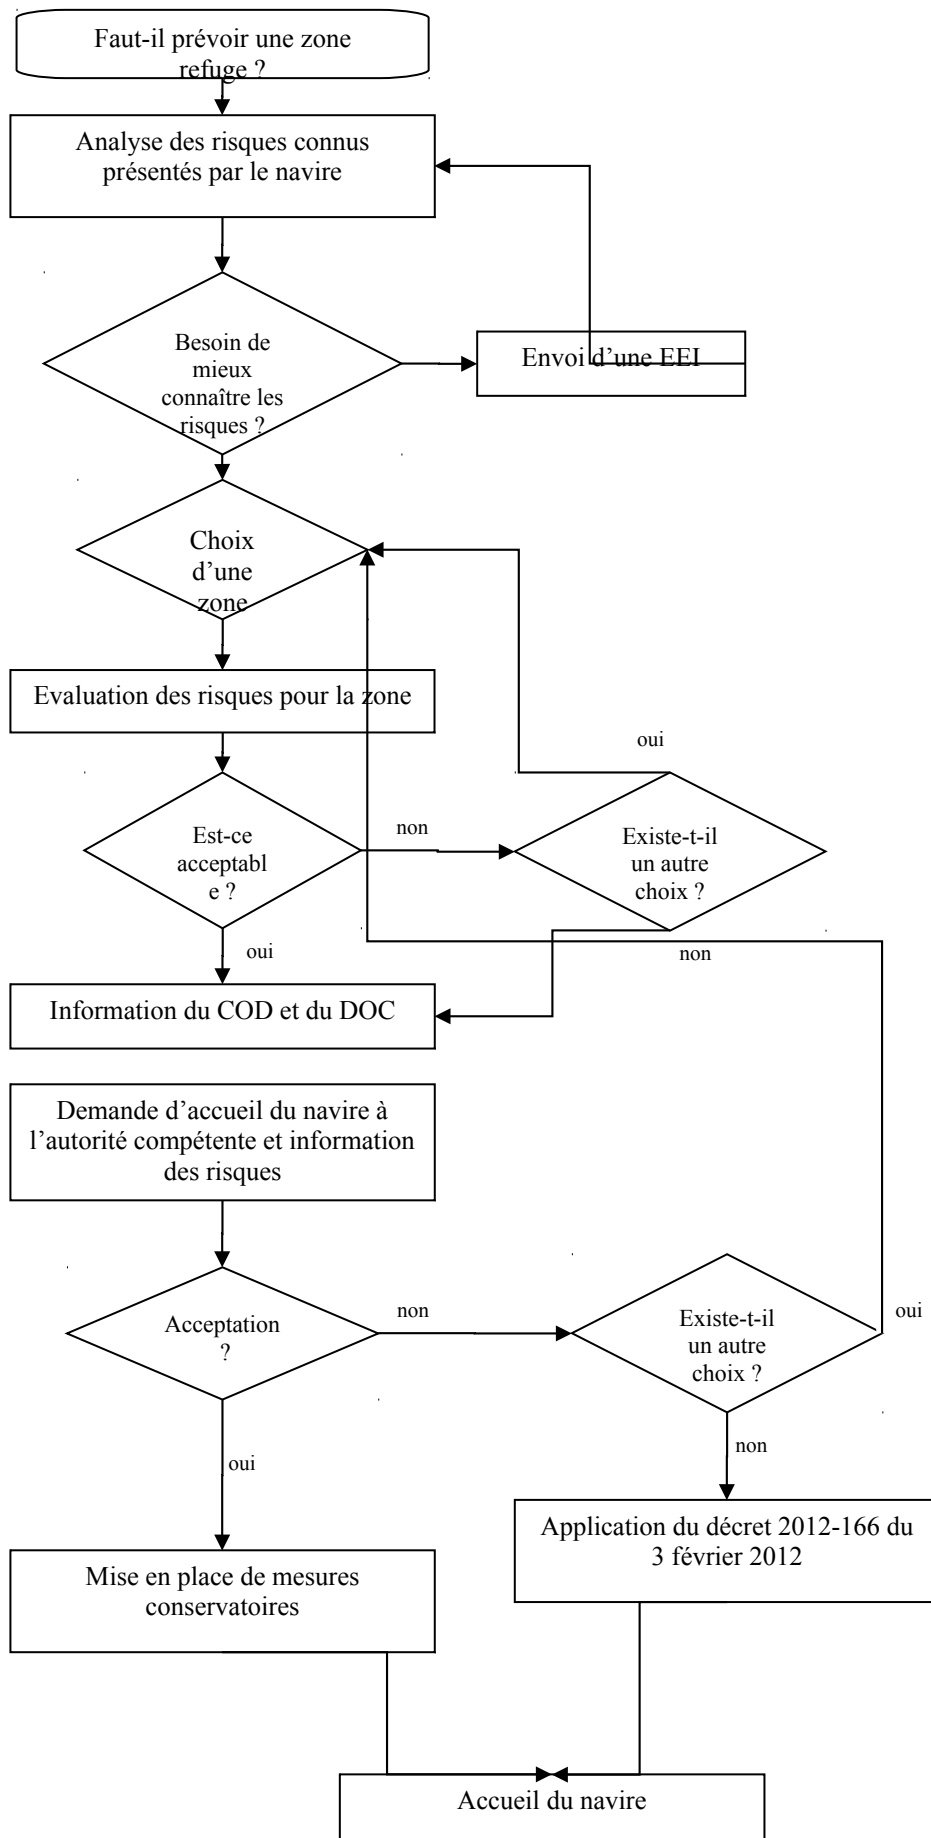 Faut-il prévoir une zone
refuge ?
Analyse des risques connus
présentés par le navire
Besoin de
mieux
connaître les
risques ?
Envoi d'une EEI
Choix
d'une
zone
Evaluation des risques pour la zone
oui
Est-ce
acceptabl
e ?
non
Existe-t-il
un autre
choix ?
oui
non
Information du COD et du DOC
Demande d'accueil du navire à
l'autorité compétente et information
des risques
Acceptation
?
non
Existe-t-il
un autre
choix ?
oui
oui
non
Application du décret 2012-166 du
3 février 2012
Mise en place de mesures
conservatoires
Accueil du navire